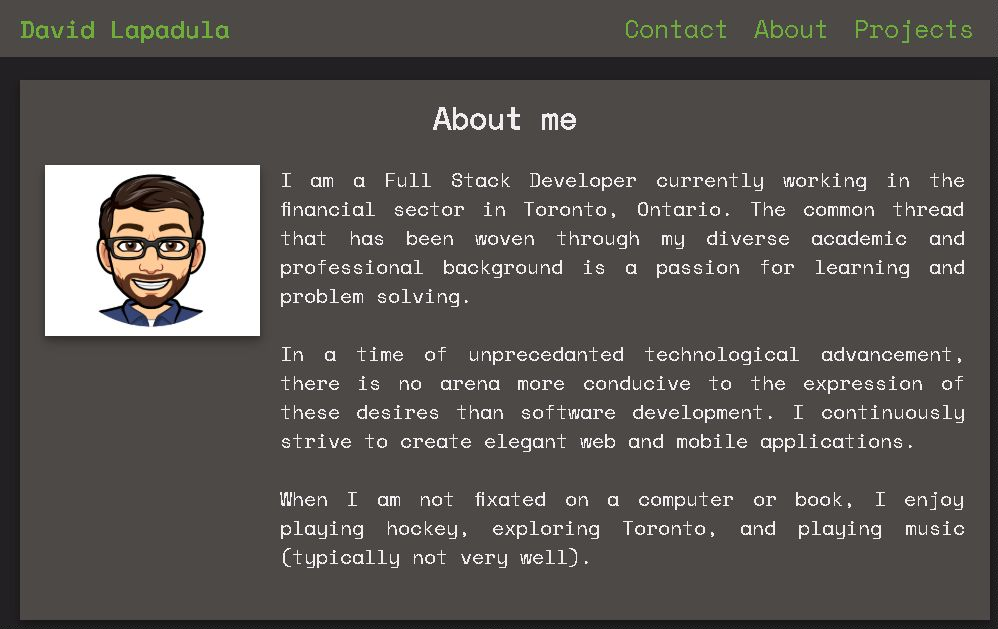 David Lapadula
Contact About Projects
About me
I am a Full Stack Developer currently working in the
financial sector in Toronto, Ontario. The common thread
that has been woven through my diverse academic and
professional background is a passion for learning and
problem solving.
In a time of unprecedanted technological advancement,
there is no arena more conducive to the expression of
these desires than software development. I continuously
strive to create elegant web and mobile applications.
When I am not fixated on a computer or book, I enjoy
playing hockey, exploring Toronto, and playing music
(typically not very well).